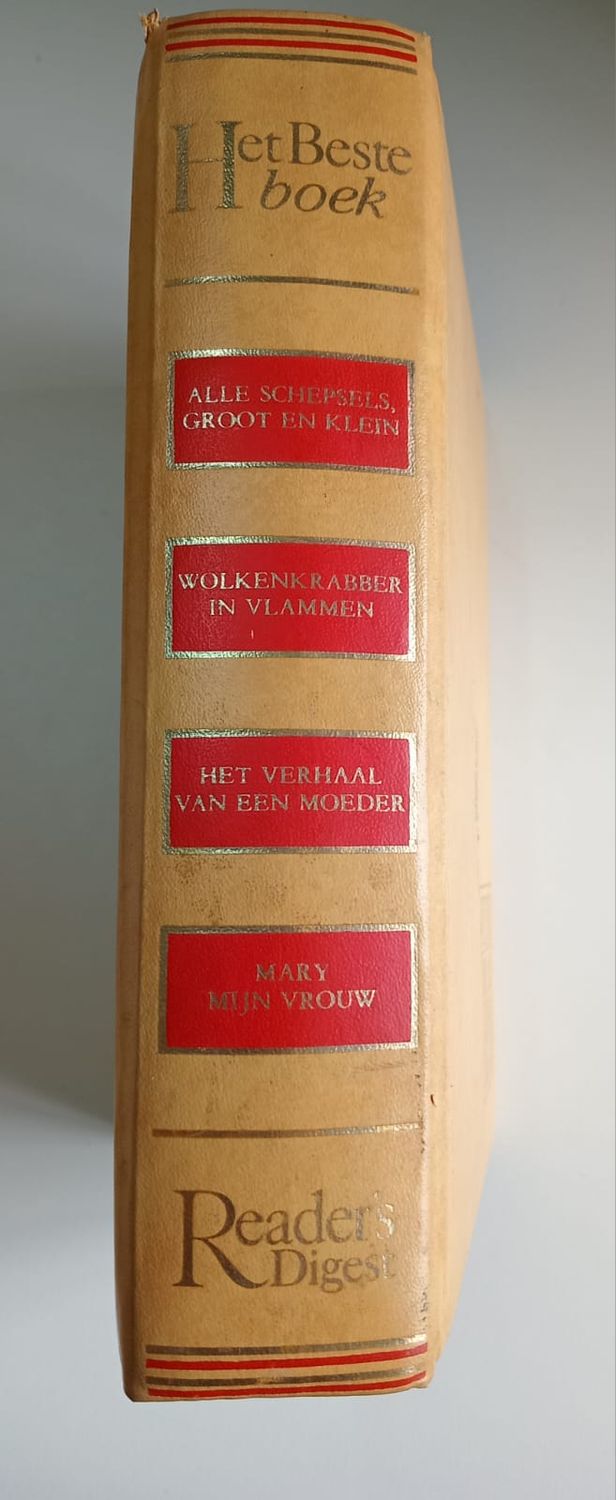 Het Beste
boek
ALLE SCHEPSELS,
GROOT EN KLEIN
WOLKENKRABBER
IN VLAMMEN
HET VERHAAL
VAN EEN MOEDER
MARY
MIJN VROUW
Reader's
Digest